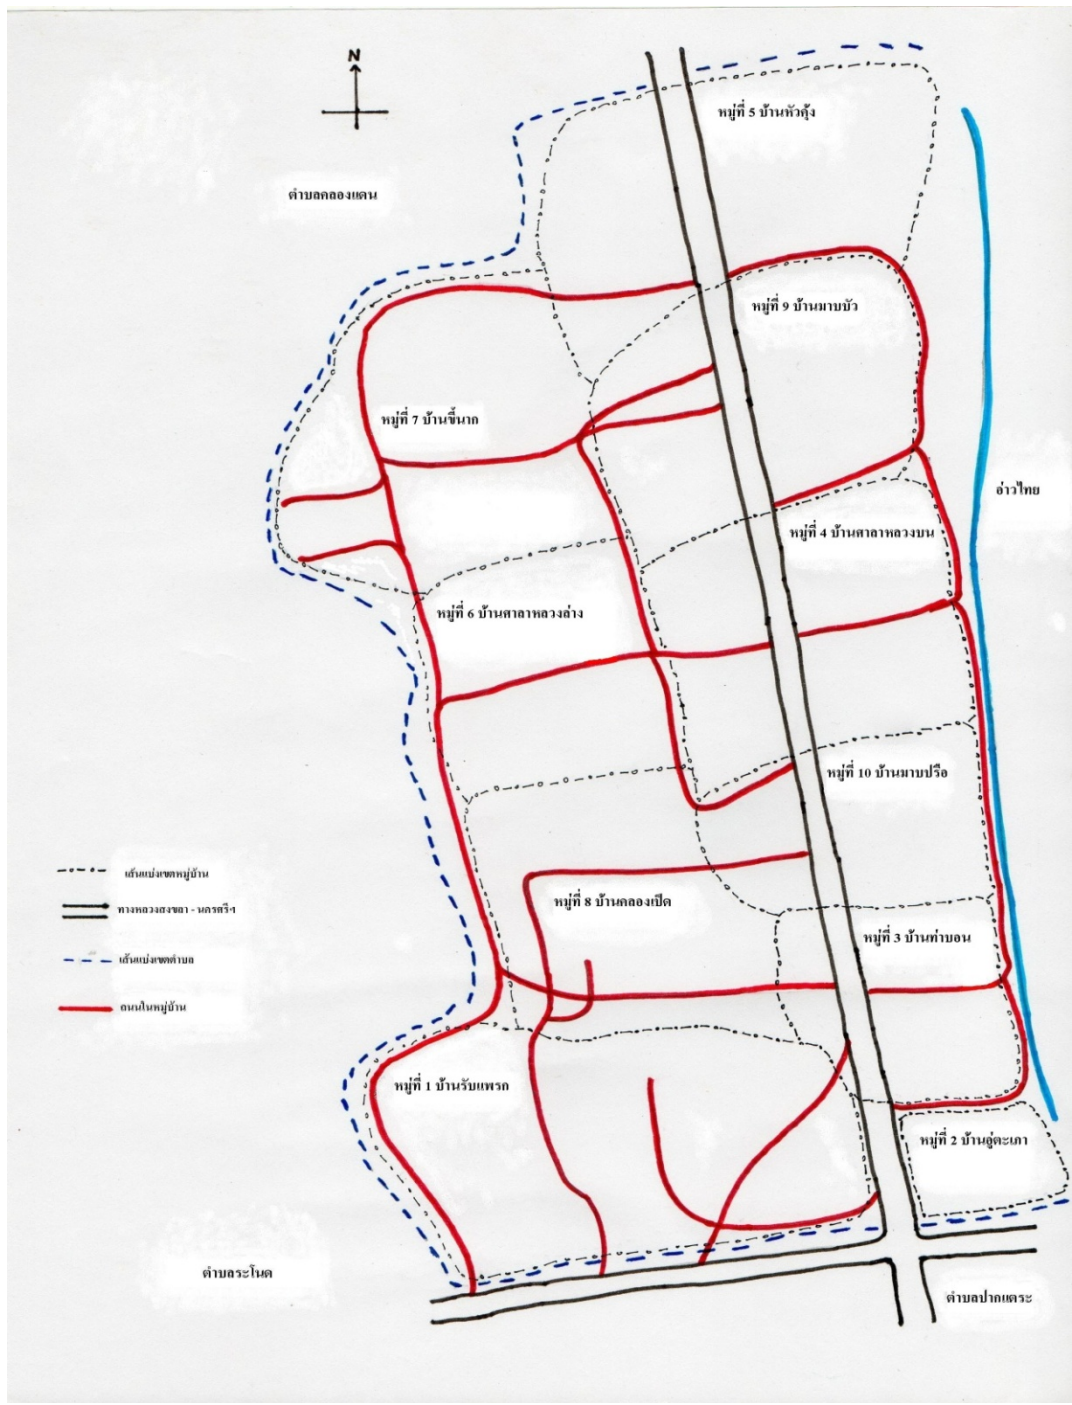 N
หมู่ที่ 5 บ้านหัวคุ้ง
ตำบลคลองแดน
หมู่ที่ 9 บ้านมาบบัว
หมู่ที่ 7 บ้านขี้นาก
อ่าวไทย
หมู่ที่ 4 บ้านศาลาหลวงบน
หมู่ที่ 6 บ้านศาลาหลวงล่าง
หมู่ที่ 10 บ้านมาบปรือ
เส้นแบ่งเขตหมู่บ้าน
ทางหลวงสงขลา - นครศรีฯ
หมู่ที่ 8 บ้านคลองเป็ด
หมู่ที่ 3 บ้านท่าบอน
เส้นแบ่งเขตตำบล
ถนนในหมู่บ้าน
หมู่ที่ 1 บ้านรับแพรก
หมู่ที่ 2 บ้านอู่ตะเภา
ตำบลระโนด
ตำบลปากแตระ